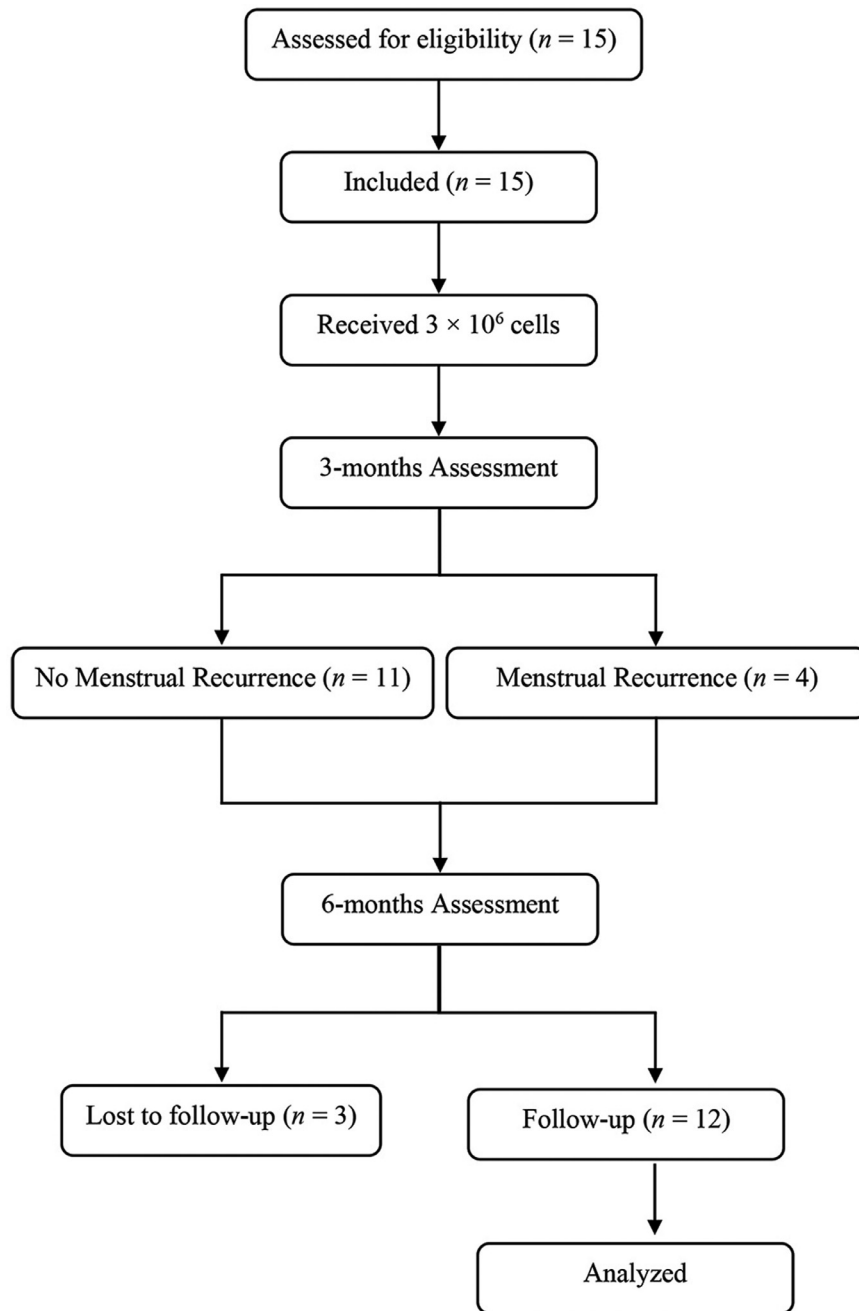 Assessed for eligibility (n = 15)
Included (n = 15)
Received 3 × 10⁶ cells
3-months Assessment
No Menstrual Recurrence (n = 11)
Menstrual Recurrence (n = 4)
6-months Assessment
Lost to follow-up (n = 3)
Follow-up (n = 12)
Analyzed